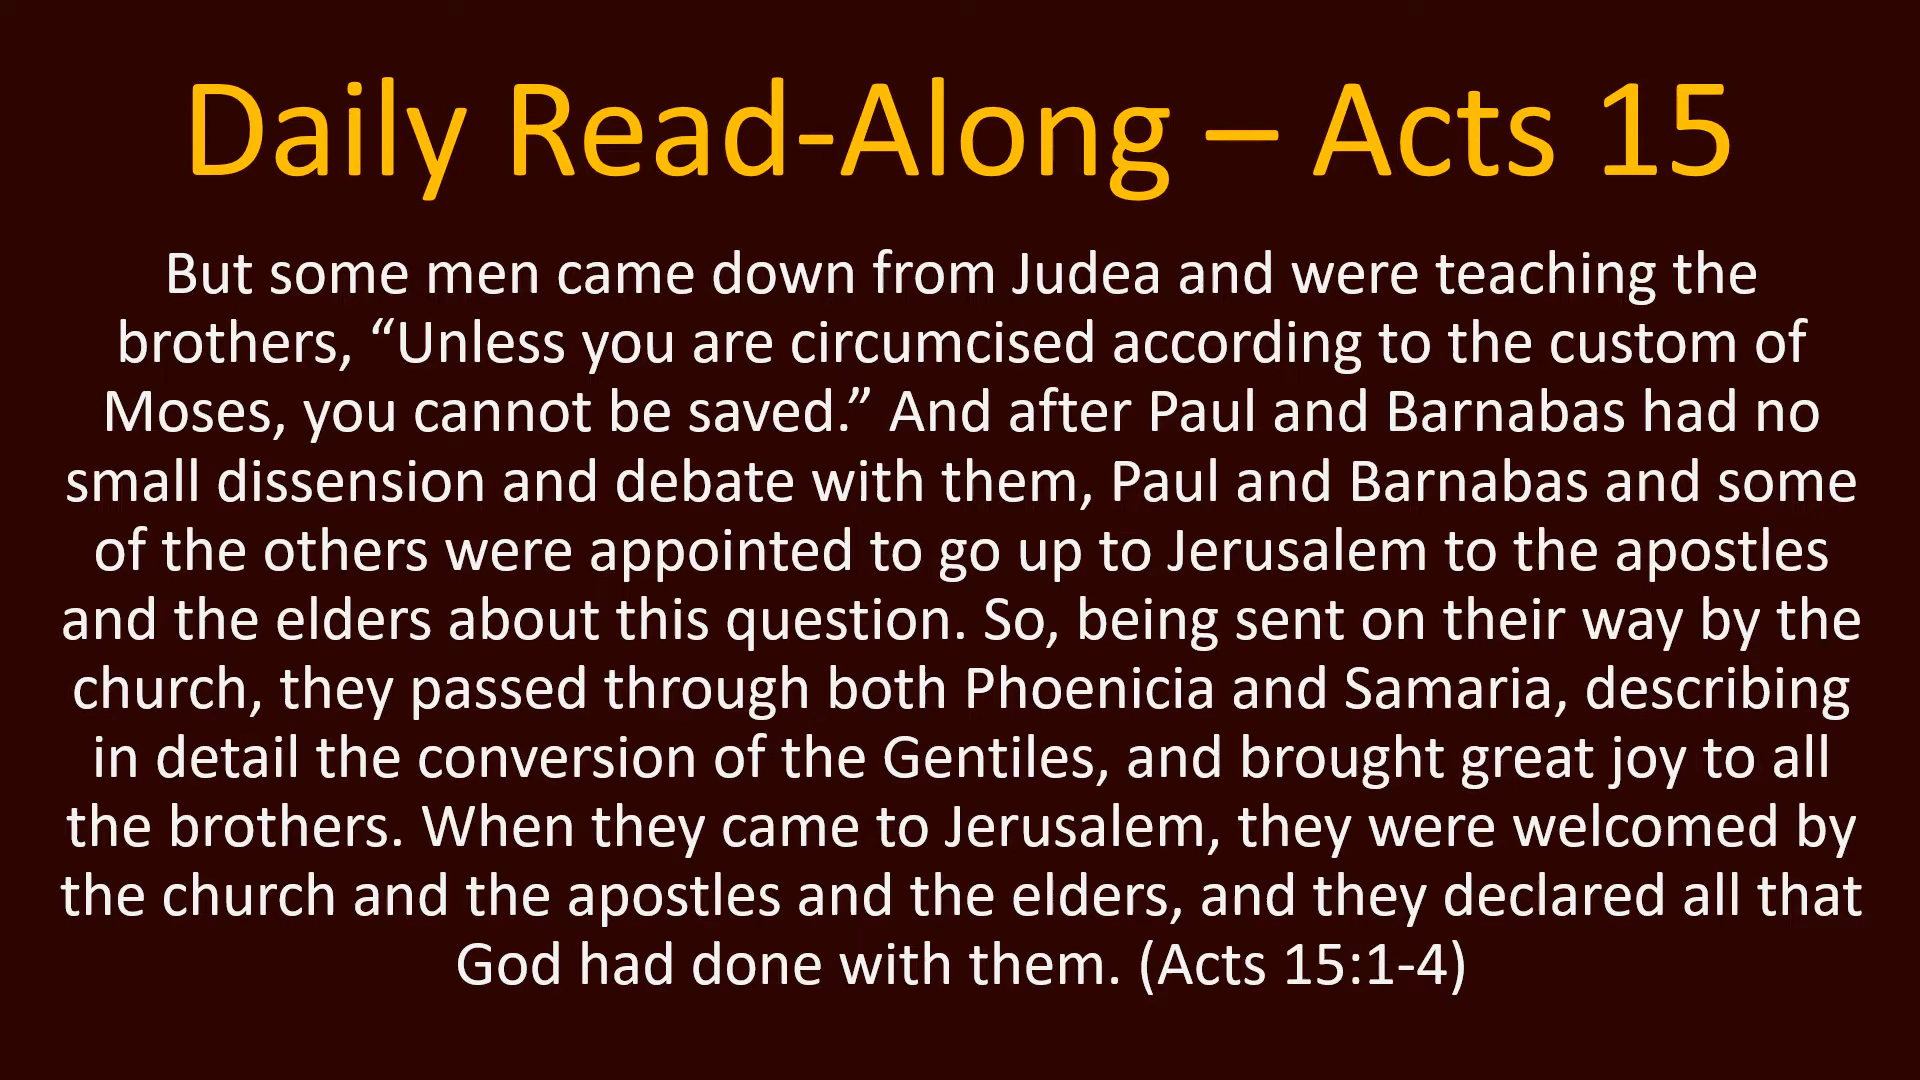 Daily Read-Along – Acts 15
But some men came down from Judea and were teaching the
brothers, “Unless you are circumcised according to the custom of
Moses, you cannot be saved.” And after Paul and Barnabas had no
small dissension and debate with them, Paul and Barnabas and some
of the others were appointed to go up to Jerusalem to the apostles
and the elders about this question. So, being sent on their way by the
church, they passed through both Phoenicia and Samaria, describing
in detail the conversion of the Gentiles, and brought great joy to all
the brothers. When they came to Jerusalem, they were welcomed by
the church and the apostles and the elders, and they declared all that
God had done with them. (Acts 15:1-4)